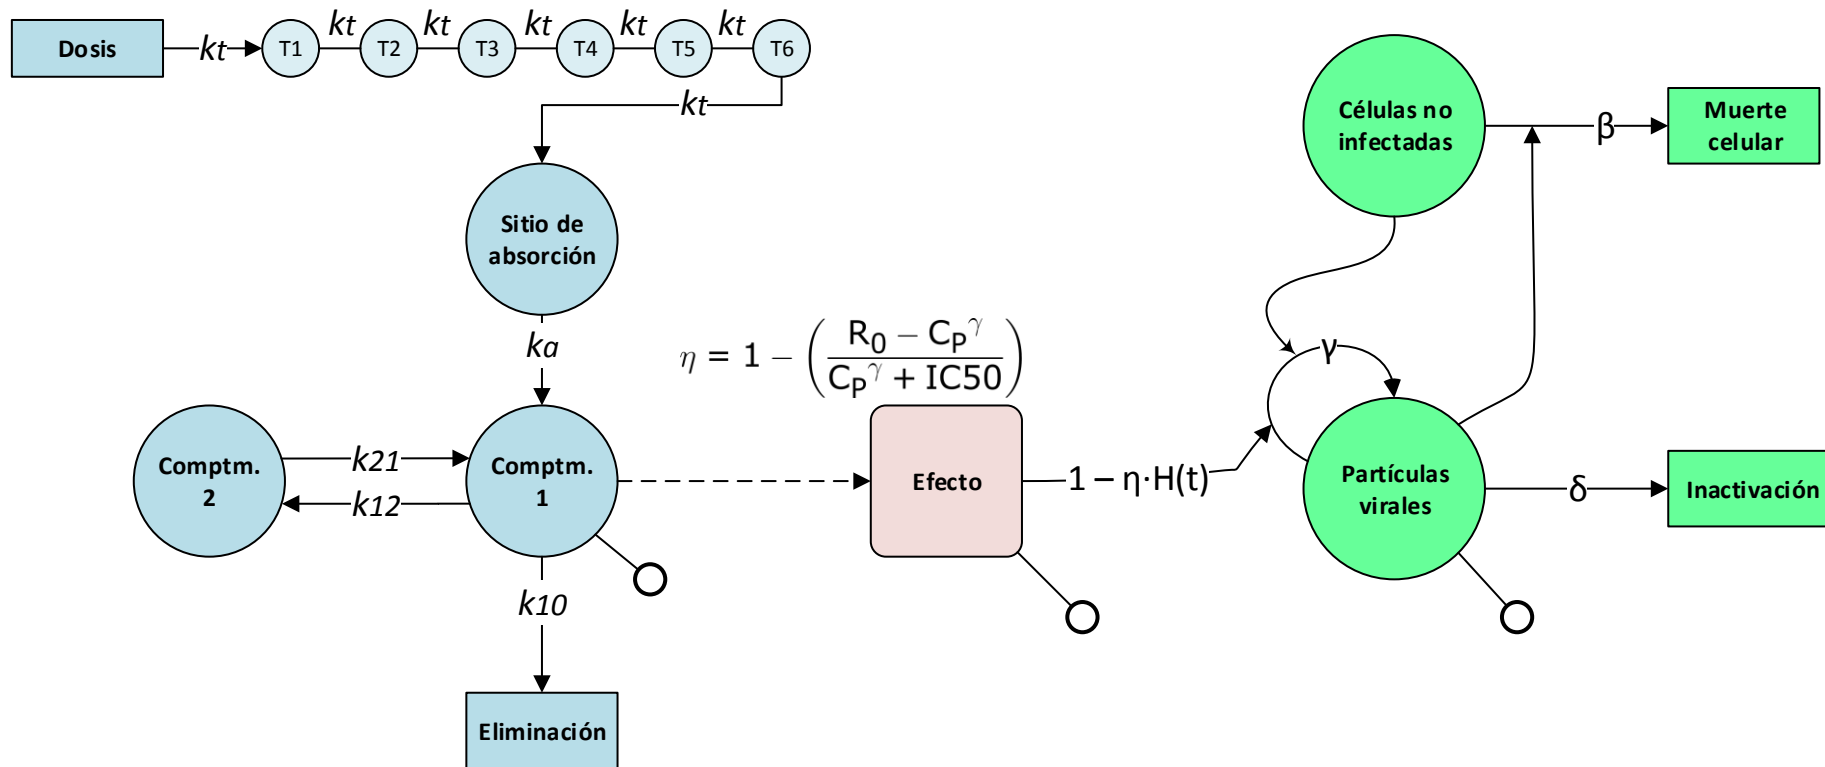 Dosis
kt
T1
kt
T2
kt
T3
kt
T4
kt
T5
kt
T6
kt
Sitio de
absorción
ka
η = 1 − (R0 − CP^γ / CP^γ + IC50)
Comptm.
2
k21
k12
Comptm.
1
k10
Eliminación
Efecto
1 – η·H(t)
Células no
infectadas
β
Muerte
celular
γ
Partículas
virales
δ
Inactivación